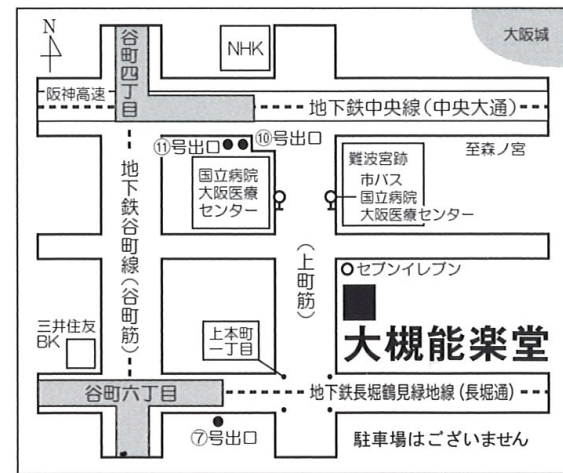 N
谷町四丁目
NHK
大阪城
阪神高速
地下鉄中央線(中央大通)
⑪号出口
⑩号出口
至森ノ宮
国立病院
大阪医療
センター
難波宮跡
市バス
国立病院
大阪医療センター
地下鉄谷町線(谷町筋)
(上町筋)
セブンイレブン
三井住友
BK
上本町
一丁目
大槻能楽堂
谷町六丁目
地下鉄長堀鶴見緑地線(長堀通)
⑦号出口
駐車場はございません